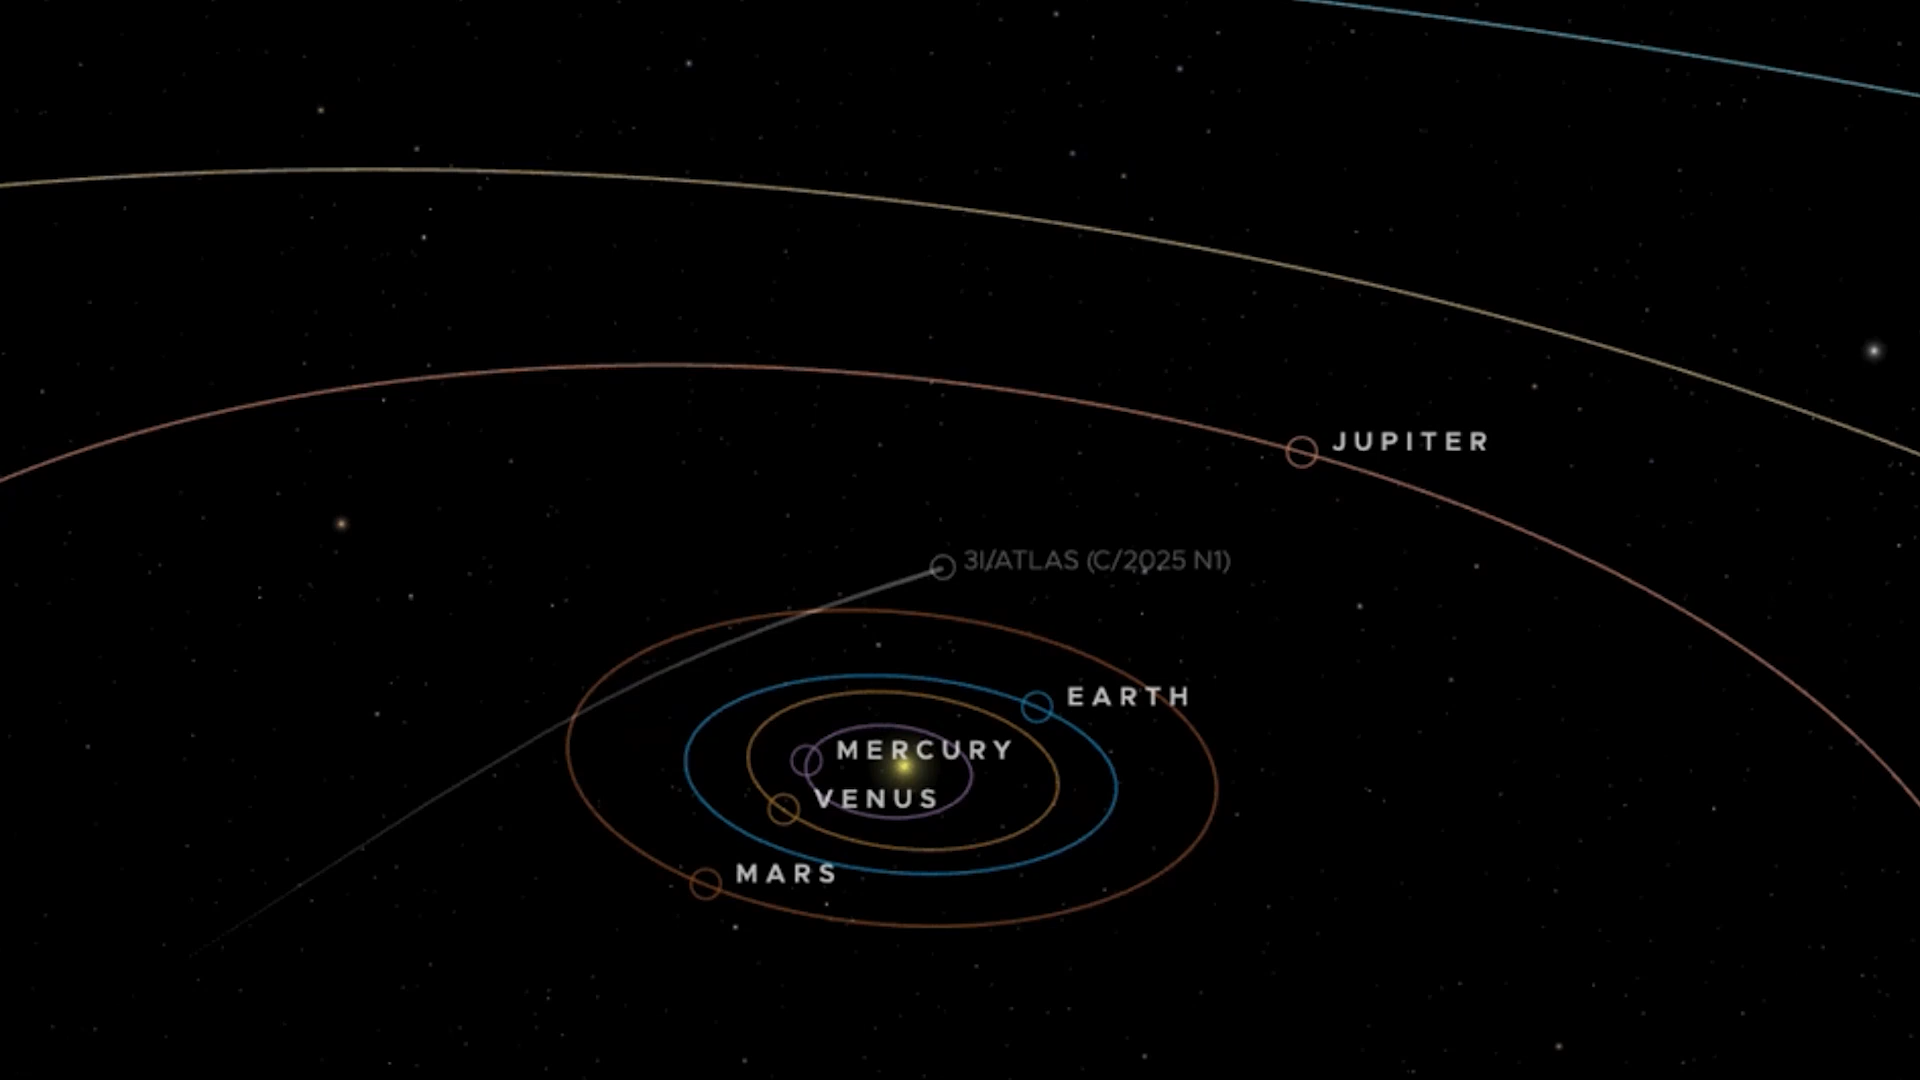 JUPITER
3I/ATLAS (C/2025 N1)
EARTH
MERCURY
VENUS
MARS